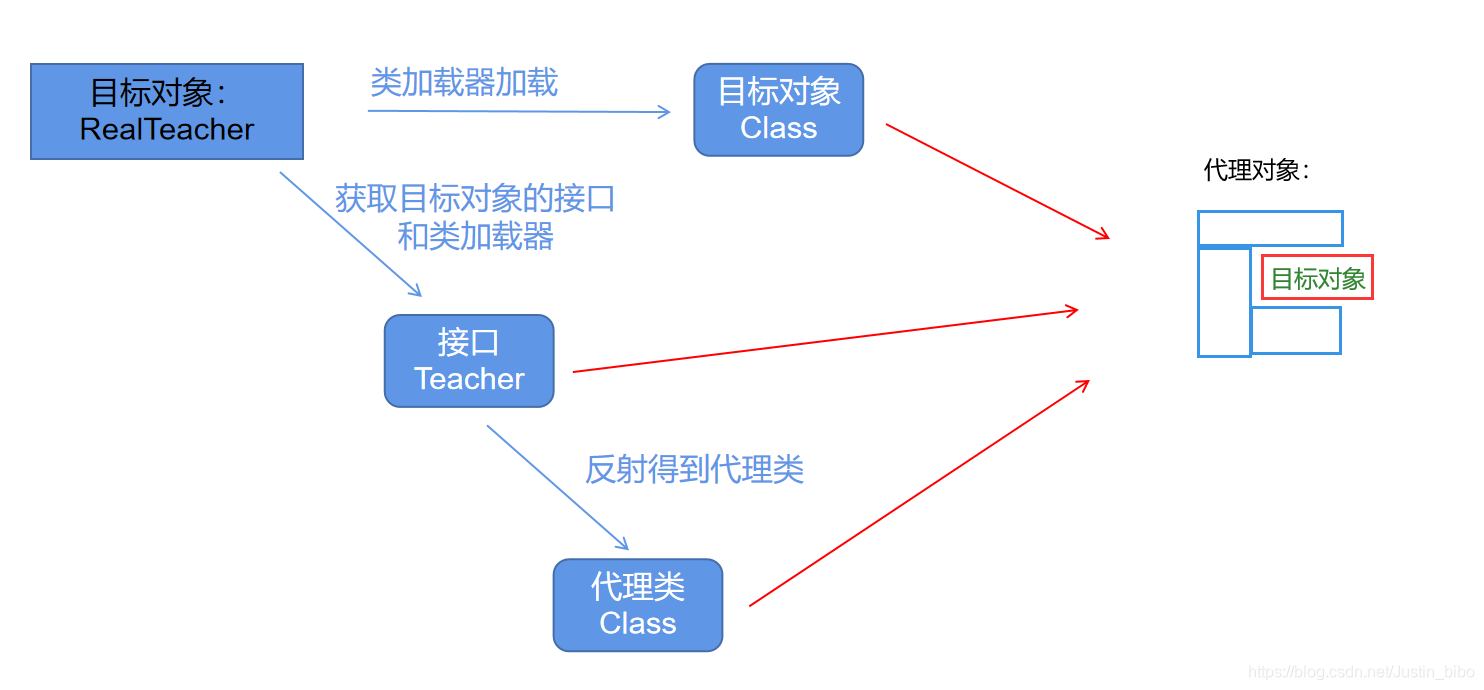 目标对象：
RealTeacher
类加载器加载
目标对象
Class
获取目标对象的接口
和类加载器
代理对象：
目标对象
接口
Teacher
反射得到代理类
代理类
Class
https://blog.csdn.net/Justin_bibo